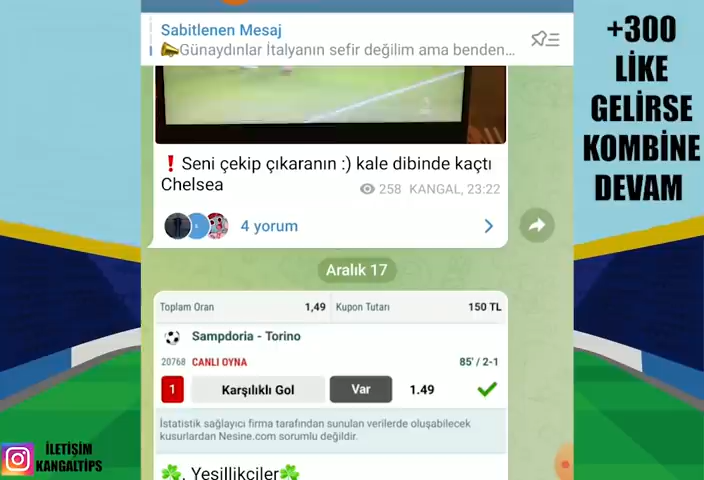 Sabitlenen Mesaj
📣Günaydınlar İtalyanın sefir değilim ama benden...
+300
LİKE
GELİRSE
KOMBİNE
DEVAM
❗ Seni çekip çıkaranın :) kale dibinde kaçtı
Chelsea
258 KANGAL, 23:22
4 yorum
Aralık 17
Toplam Oran 1,49 Kupon Tutarı 150 TL
Sampdoria - Torino
20768 CANLI OYNA 85' / 2-1
1 Karşılıklı Gol Var 1.49
İstatistik sağlayıcı firma tarafından sunulan verilerde oluşabilecek
kusurlardan Nesine.com sorumlu değildir.
☘️. Yeşillikçiler☘️
İLETİŞİM
KANGALTİPS